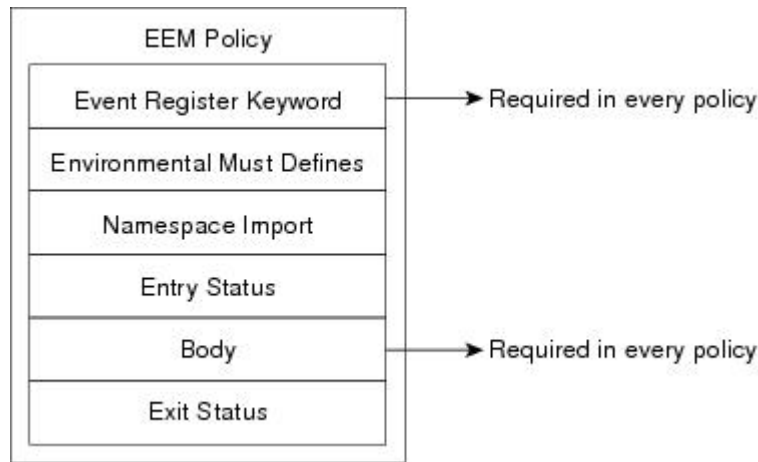 EEM Policy
Event Register Keyword
Required in every policy
Environmental Must Defines
Namespace Import
Entry Status
Body
Required in every policy
Exit Status